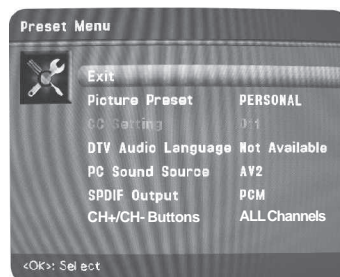 Preset Menu
Exit
Picture Preset PERSONAL
CC Setting
DTV Audio Language Not Available
PC Sound Source AV2
SPDIF Output PCM
CH+/CH- Buttons ALL Channels
<OK>: Select